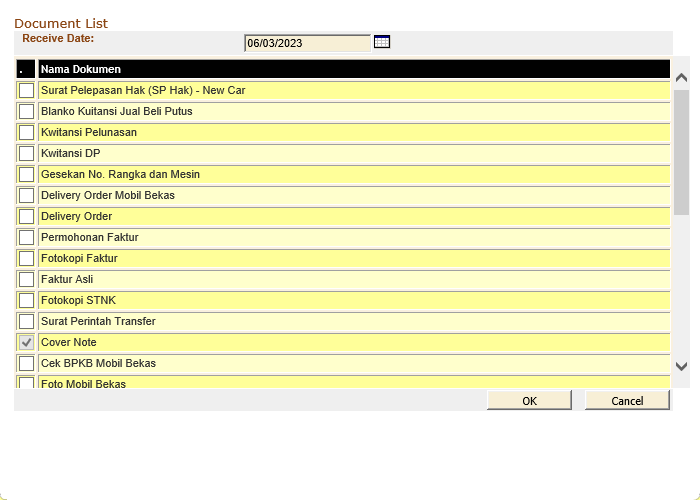 Document List
Receive Date:
06/03/2023
. Nama Dokumen
Surat Pelepasan Hak (SP Hak) - New Car
Blanko Kuitansi Jual Beli Putus
Kwitansi Pelunasan
Kwitansi DP
Gesekan No. Rangka dan Mesin
Delivery Order Mobil Bekas
Delivery Order
Permohonan Faktur
Fotokopi Faktur
Faktur Asli
Fotokopi STNK
Surat Perintah Transfer
Cover Note
Cek BPKB Mobil Bekas
Foto Mobil Bekas
OK Cancel